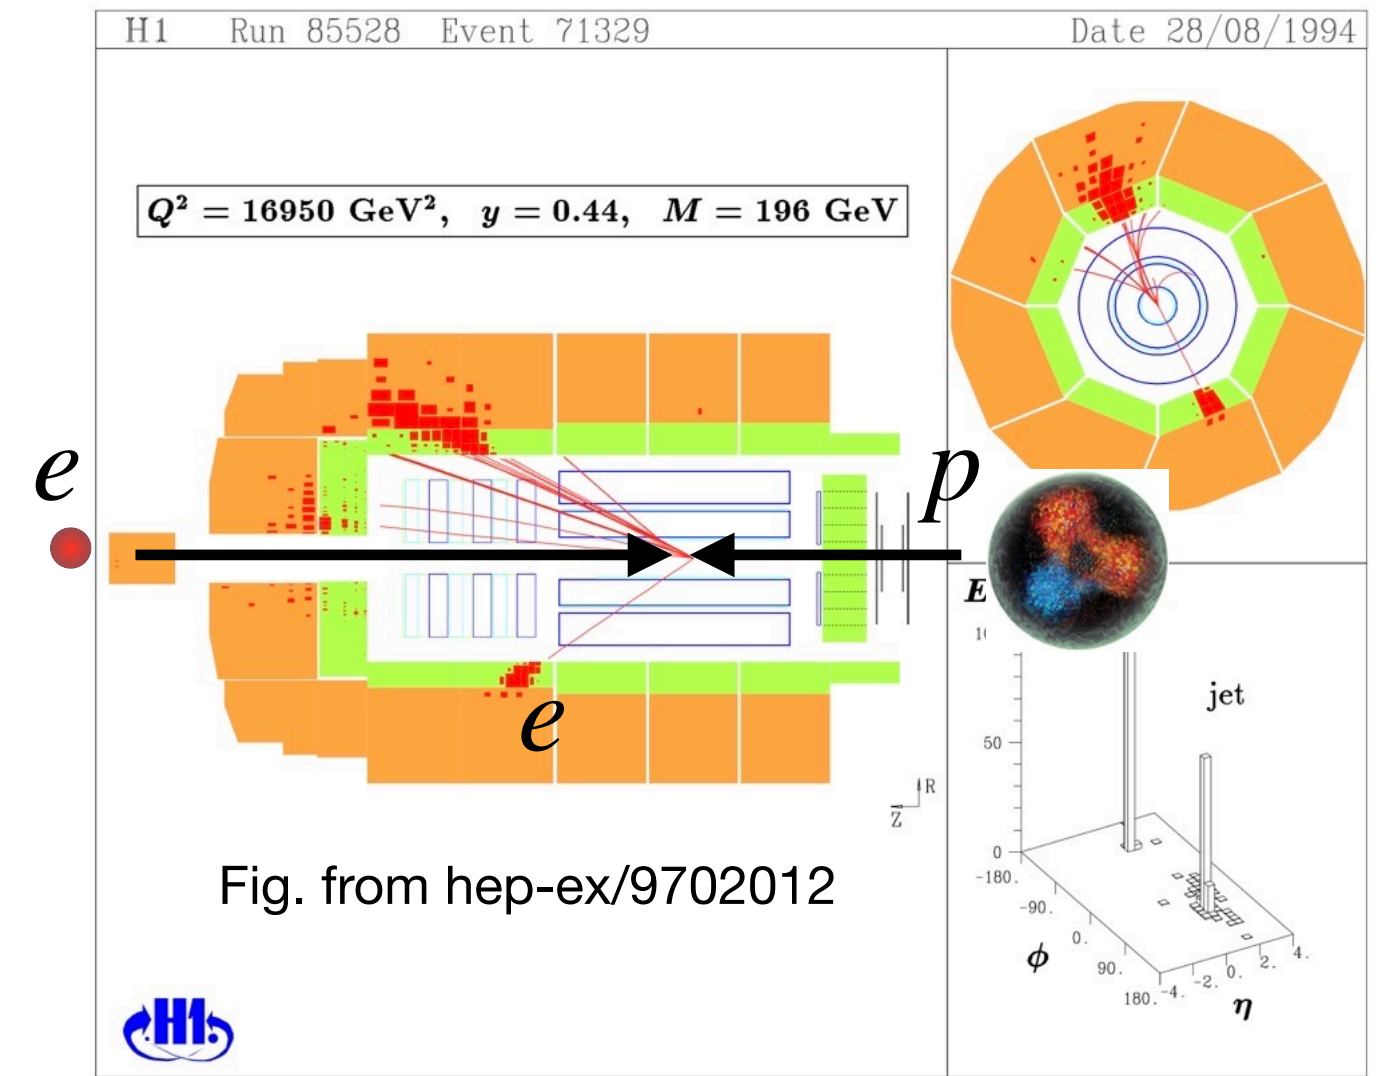 H1 Run 85528 Event 71329 Date 28/08/1994
Q² = 16950 GeV², y = 0.44, M = 196 GeV
e
p
E
jet
50
e
R
Z
0
-180.
-90.
0.
90.
180.
ϕ
-4.
-2.
0.
2.
4.
η
Fig. from hep-ex/9702012
H1